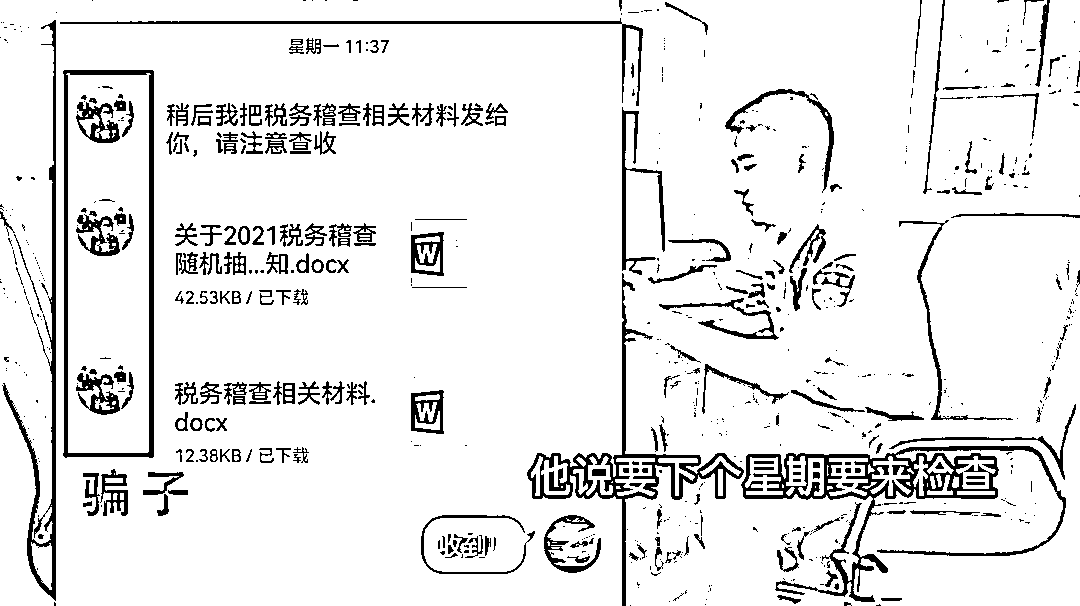 星期一 11:37
稍后我把税务稽查相关材料发给
你，请注意查收
关于2021税务稽查
随机抽...知.docx
42.53KB / 已下载
W
税务稽查相关材料.
docx
12.38KB / 已下载
W
骗子
他说要下个星期要来检查
收到